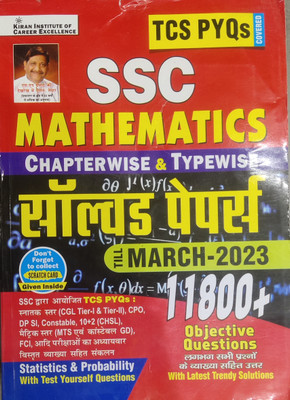 KIRAN INSTITUTE OF
CAREER EXCELLENCE
TCS PYQs
COVERED
SSC
MATHEMATICS
CHAPTERWISE & TYPEWISE
सॉल्वड पेपर्स
TILL MARCH-2023
Don't
Forgot
to collect
SCRATCH CARD
Given Inside
11800+
Objective
Questions
SSC द्वारा आयोजित TCS PYQs :
स्नातक स्तर (CGL Tier-I & Tier-II), CPO,
DP SI, Constable, 10+2 (CHSL),
मैट्रिक स्तर (MTS एवं कांस्टेबल GD),
FCI, आदि परीक्षाओं का अध्यायवार
विस्तृत व्याख्या सहित संकलन
लगभग सभी प्रश्नों
के व्याख्या सहित उत्तर
With Latest Trendy Solutions
Statistics & Probability
With Test Yourself Questions